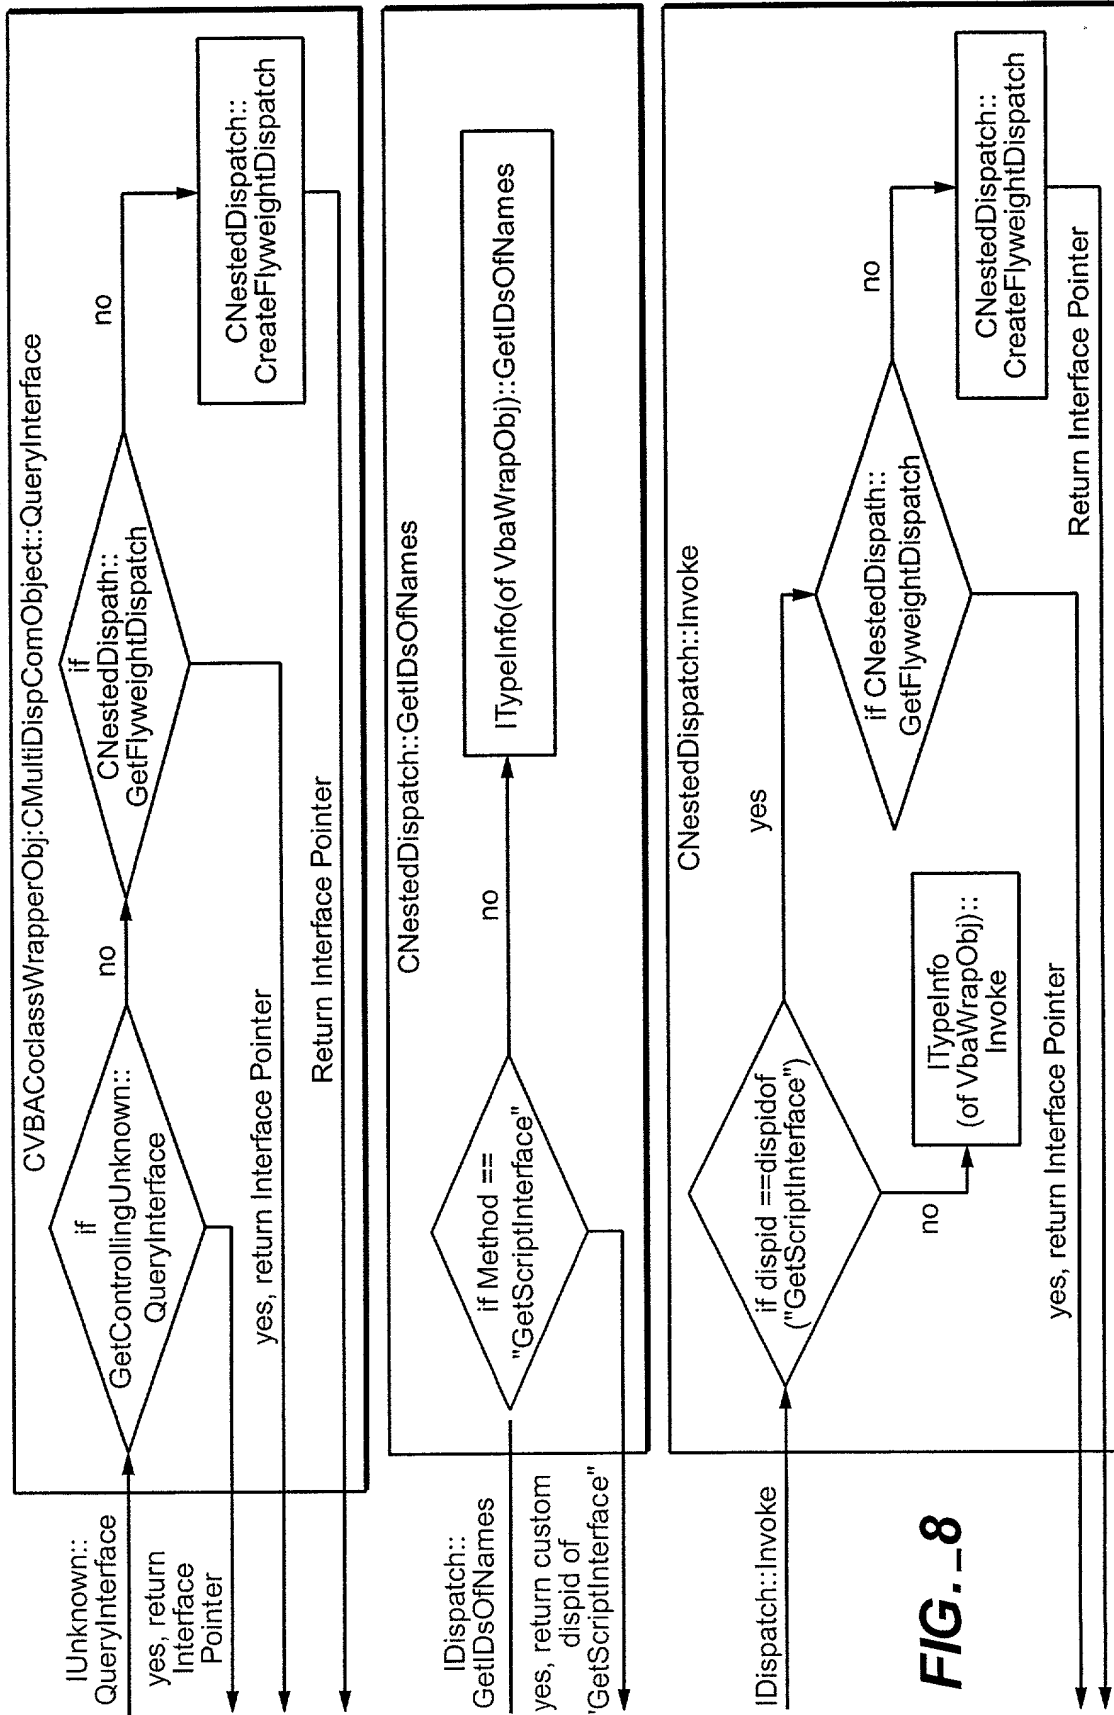 CVBACoclassWrapperObj:CMultiDispComObject::QueryInterface
IUnknown::
QueryInterface
if
GetControllingUnknown::
QueryInterface
no
if
CNestedDispath::
GetFlyweightDispatch
no
CNestedDispatch::
CreateFlyweightDispatch
yes, return
Interface
Pointer
yes, return Interface Pointer
Return Interface Pointer
CNestedDispatch::GetIDsOfNames
IDispatch::
GetIDsOfNames
if Method ==
"GetScriptInterface"
no
ITypeInfo(of VbaWrapObj)::GetIDsOfNames
yes, return custom
dispid of
"GetScriptInterface"
CNestedDispatch::Invoke
IDispatch::Invoke
if dispid ==dispidof
("GetScriptInterface")
yes
no
ITypeInfo
(of VbaWrapObj)::
Invoke
if CNestedDispath::
GetFlyweightDispatch
no
CNestedDispatch::
CreateFlyweightDispatch
yes, return Interface Pointer
Return Interface Pointer
FIG._8